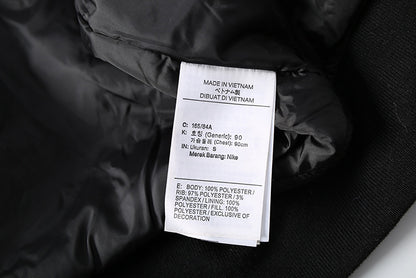 MADE IN VIETNAM
ベトナム製
DIBUAT DI VIETNAM
C: 165/84A
K: 호칭 (Generic): 90
가슴둘레 (Chest): 90cm
IN: Ukuran: S
Merek Barang: Nike
E: BODY: 100% POLYESTER /
RIB: 97% POLYESTER / 3%
SPANDEX / LINING: 100%
POLYESTER / FILL: 100%
POLYESTER / EXCLUSIVE OF
DECORATION